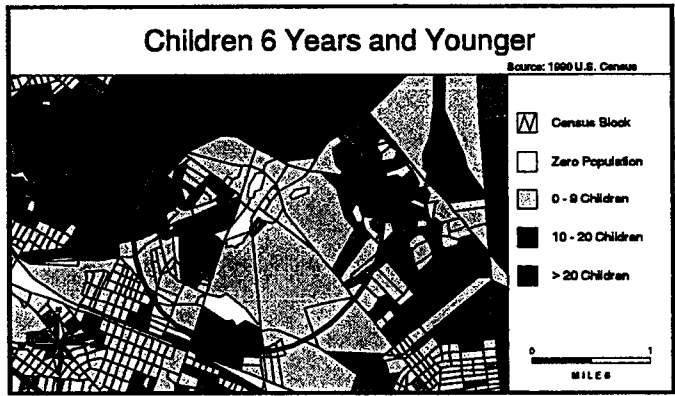 Children 6 Years and Younger
Source: 1990 U.S. Census
Census Block
Zero Population
0 - 9 Children
10 - 20 Children
> 20 Children
0 1
MILES